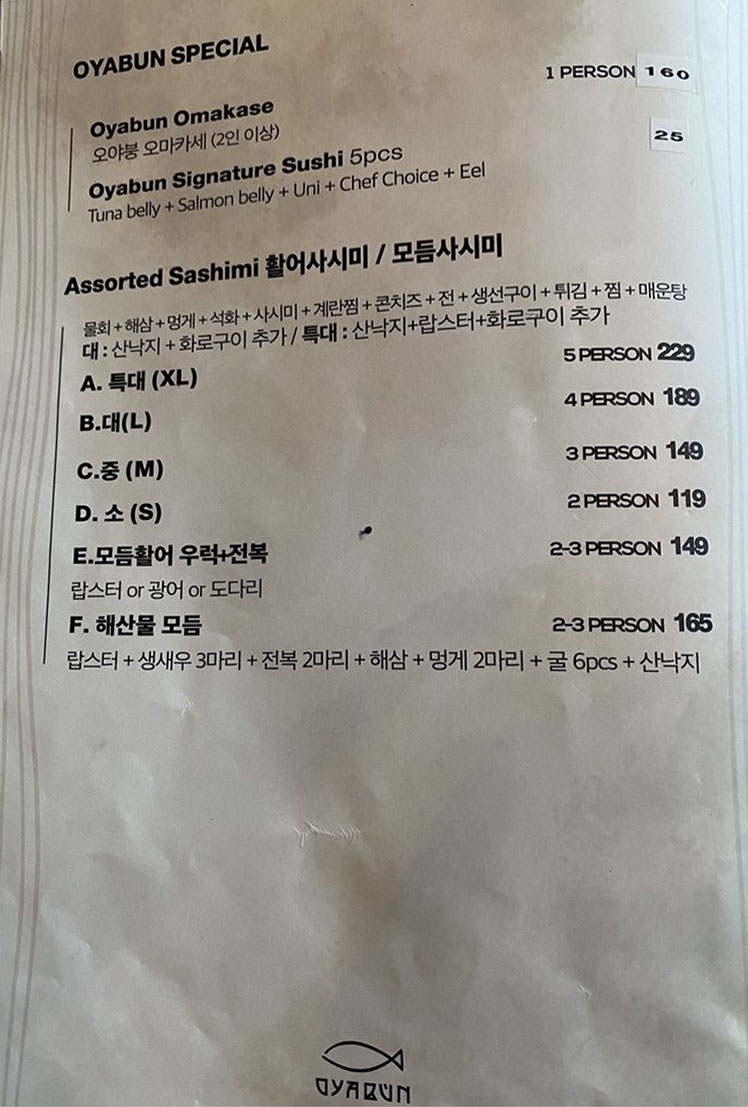 OYABUN SPECIAL
1 PERSON 160
Oyabun Omakase
오야붕 오마카세 (2인 이상)
25
Oyabun Signature Sushi 5pcs
Tuna belly + Salmon belly + Uni + Chef Choice + Eel
Assorted Sashimi 활어사시미 / 모듬사시미
물회 + 해삼 + 멍게 + 석화 + 사시미 + 계란찜 + 콘치즈 + 전 + 생선구이 + 튀김 + 찜 + 매운탕
대 : 산낙지 + 화로구이 추가 / 특대 : 산낙지+랍스터+화로구이 추가
A. 특대 (XL) 5 PERSON 229
B.대(L) 4 PERSON 189
C.중 (M) 3 PERSON 149
D. 소 (S) 2 PERSON 119
E.모듬활어 우럭+전복 2-3 PERSON 149
랍스터 or 광어 or 도다리
F. 해산물 모듬 2-3 PERSON 165
랍스터 + 생새우 3마리 + 전복 2마리 + 해삼 + 멍게 2마리 + 굴 6pcs + 산낙지
OYABUN